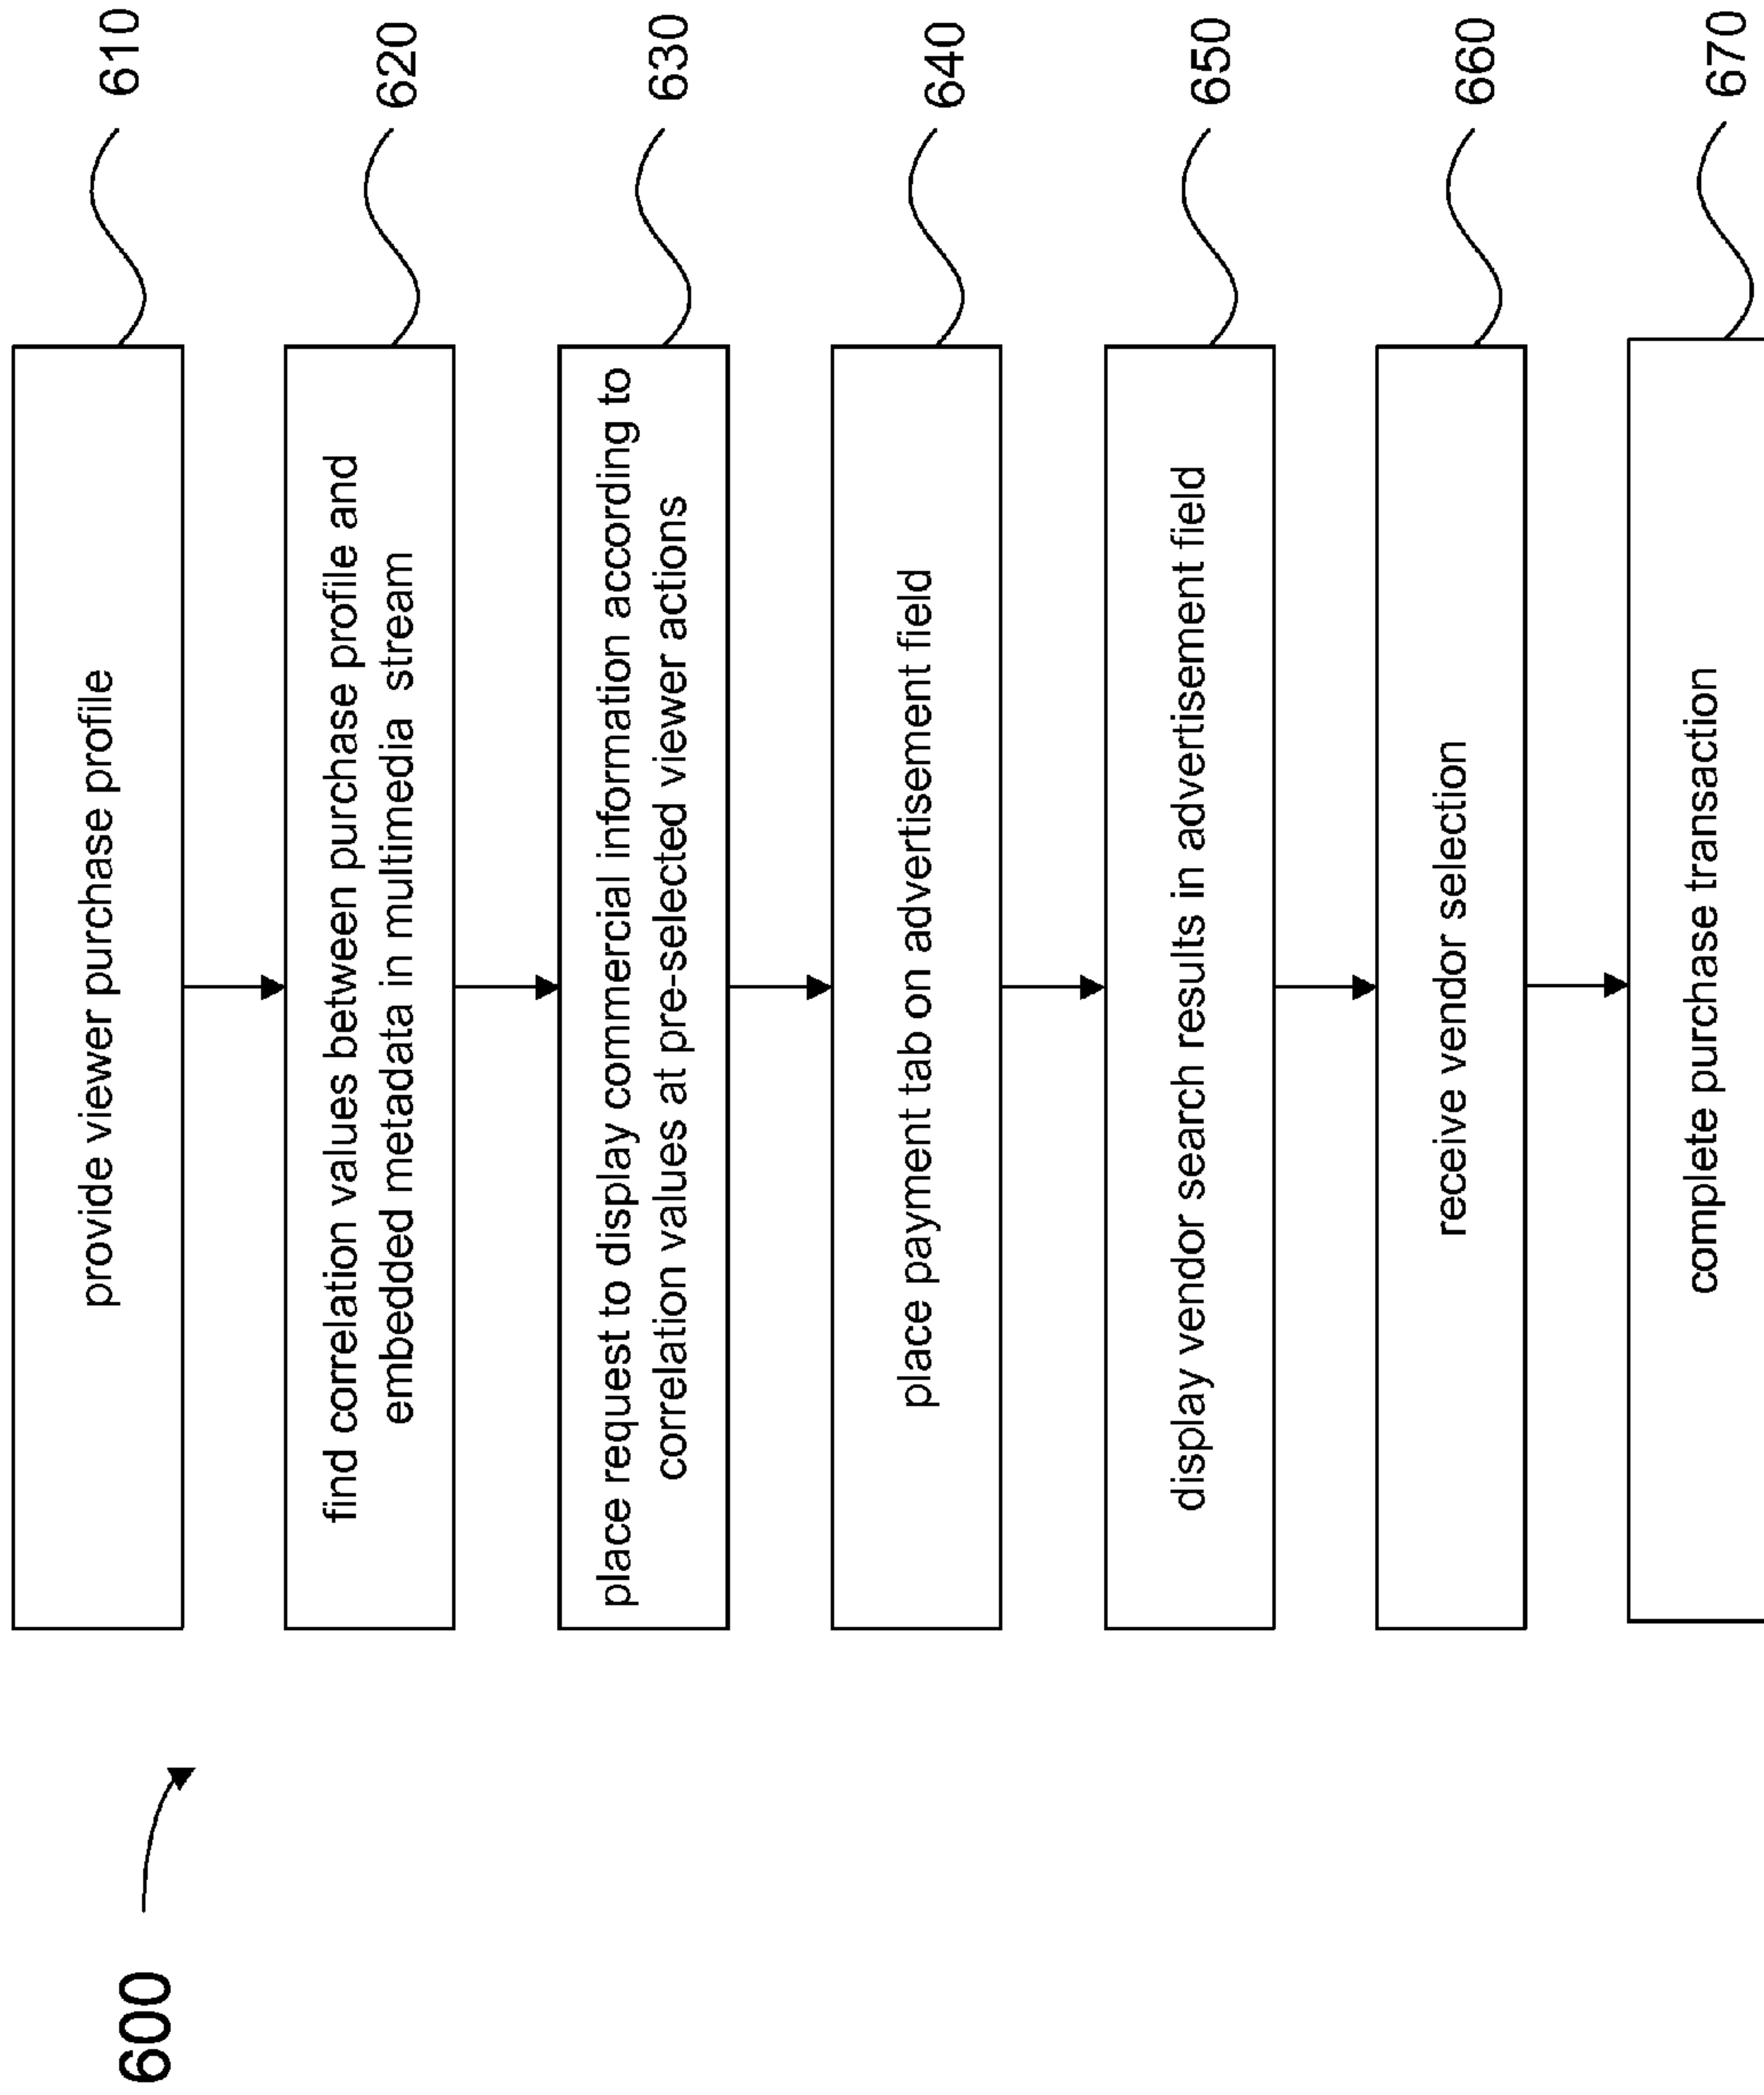 600
provide viewer purchase profile
610
find correlation values between purchase profile and
embedded metadata in multimedia stream
620
place request to display commercial information according to
correlation values at pre-selected viewer actions
630
place payment tab on advertisement field
640
display vendor search results in advertisement field
650
receive vendor selection
660
complete purchase transaction
670